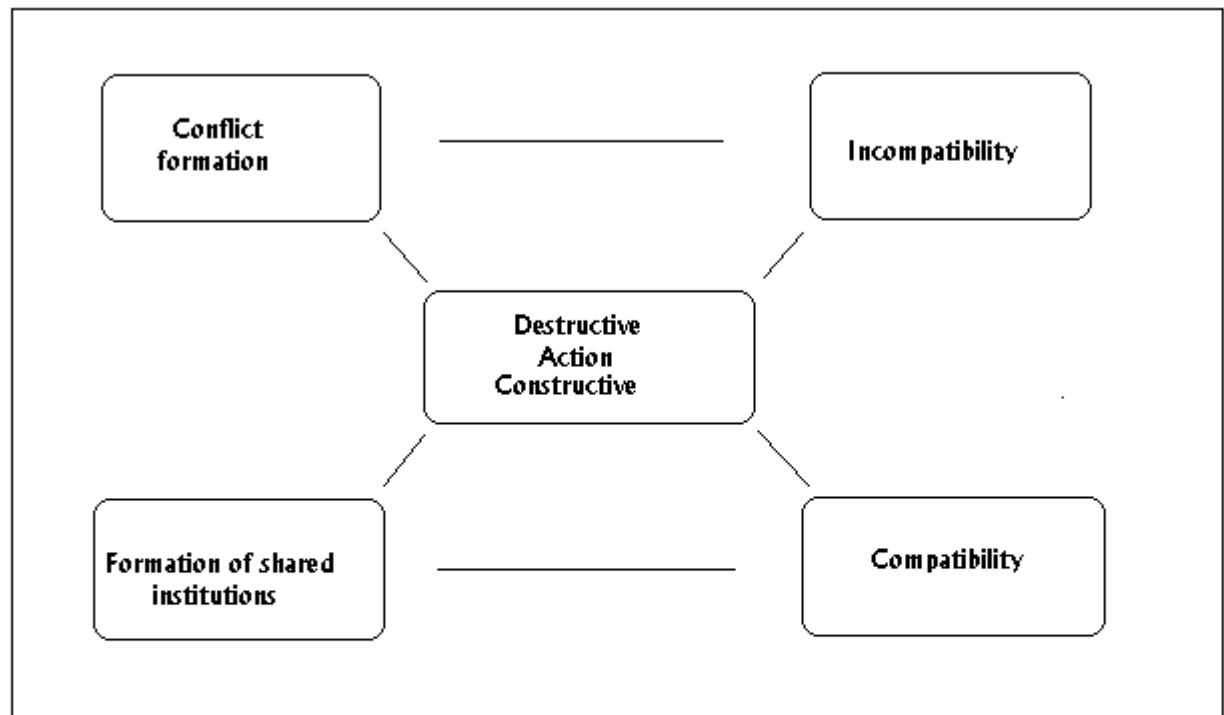 Conflict
formation
Incompatibility
Destructive
Action
Constructive
Formation of shared
institutions
Compatibility